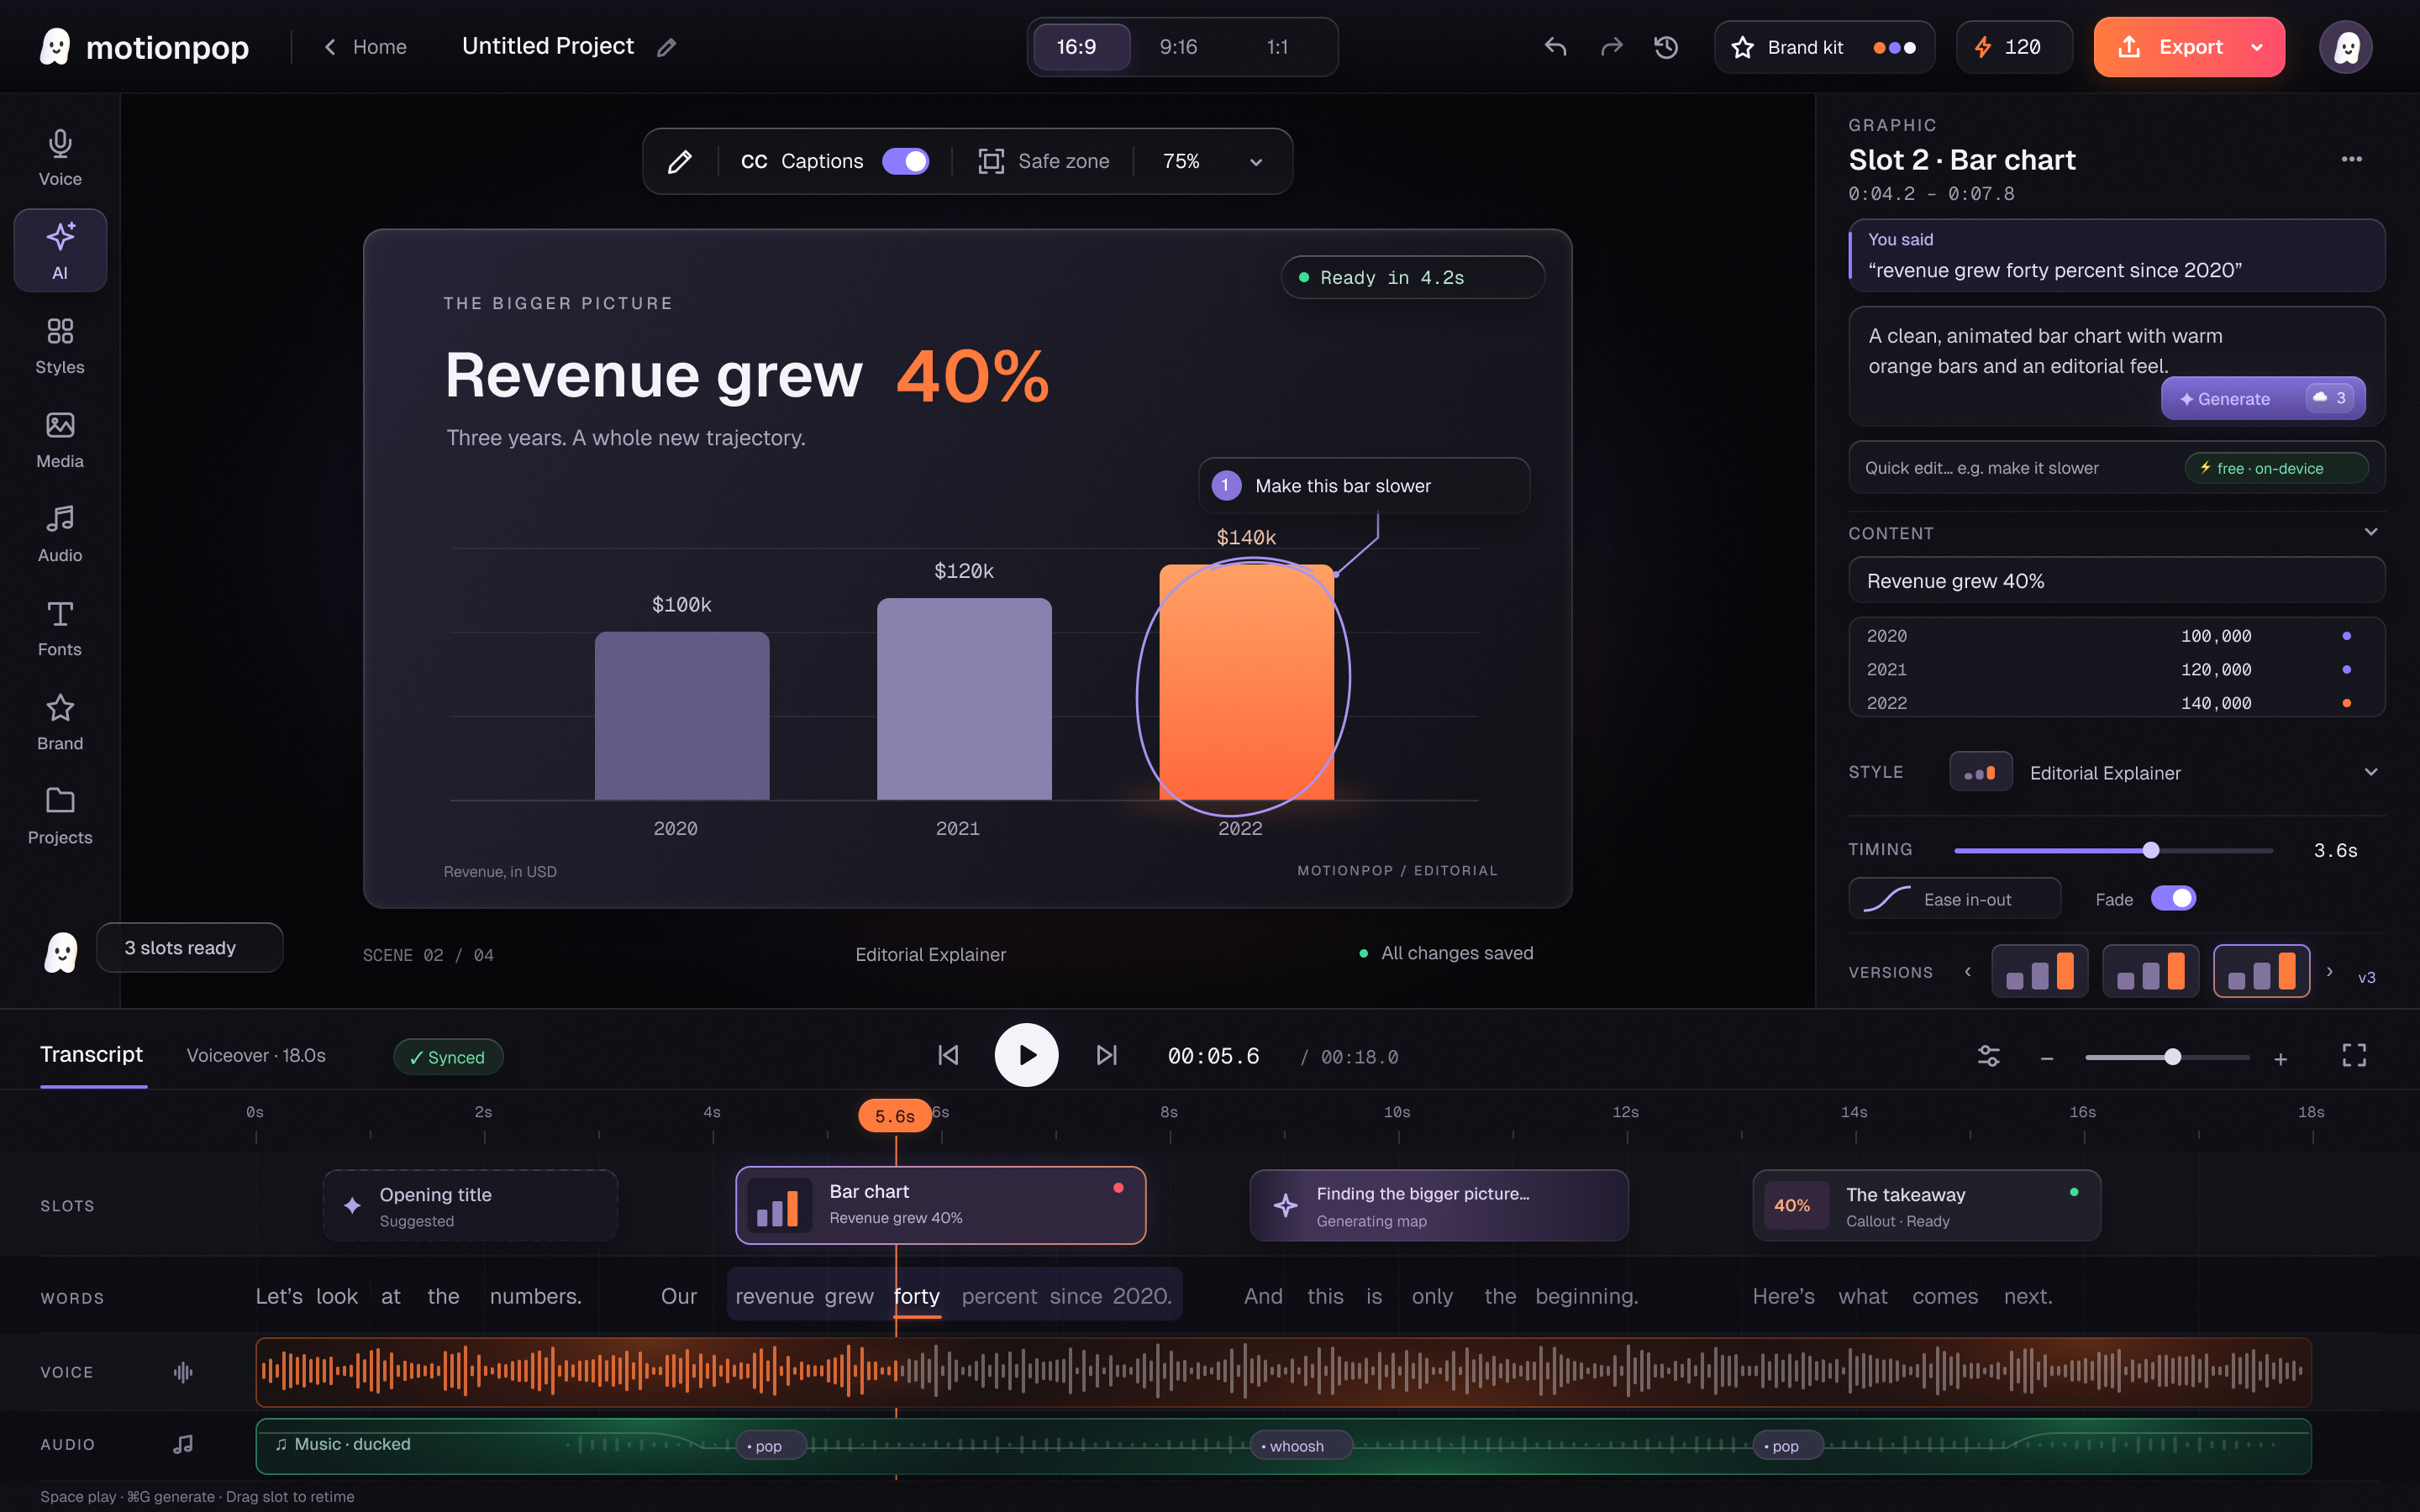 motionpop
Home
Untitled Project
16:9 9:16 1:1
Brand kit
120
Export
Voice
AI
Styles
Media
Audio
Fonts
Brand
Projects
3 slots ready
CC Captions
Safe zone
75%
Ready in 4.2s
THE BIGGER PICTURE
Revenue grew 40%
Three years. A whole new trajectory.
1 Make this bar slower
$100k
$120k
$140k
2020 2021 2022
Revenue, in USD
MOTIONPOP / EDITORIAL
SCENE 02 / 04
Editorial Explainer
All changes saved
GRAPHIC
Slot 2 · Bar chart
0:04.2 – 0:07.8
You said
“revenue grew forty percent since 2020”
A clean, animated bar chart with warm
orange bars and an editorial feel.
Generate 3
Quick edit... e.g. make it slower
free · on-device
CONTENT
Revenue grew 40%
2020 100,000
2021 120,000
2022 140,000
STYLE Editorial Explainer
TIMING 3.6s
Ease in-out Fade
VERSIONS v3
Transcript
Voiceover · 18.0s
✓ Synced
00:05.6 / 00:18.0
0s 2s 4s 5.6s 6s 8s 10s 12s 14s 16s 18s
SLOTS
Opening title
Suggested
Bar chart
Revenue grew 40%
Finding the bigger picture...
Generating map
40%
The takeaway
Callout · Ready
WORDS
Let’s look at the numbers. Our revenue grew forty percent since 2020. And this is only the beginning. Here’s what comes next.
VOICE
AUDIO
♫ Music · ducked
• pop
• whoosh
• pop
Space play · ⌘G generate · Drag slot to retime